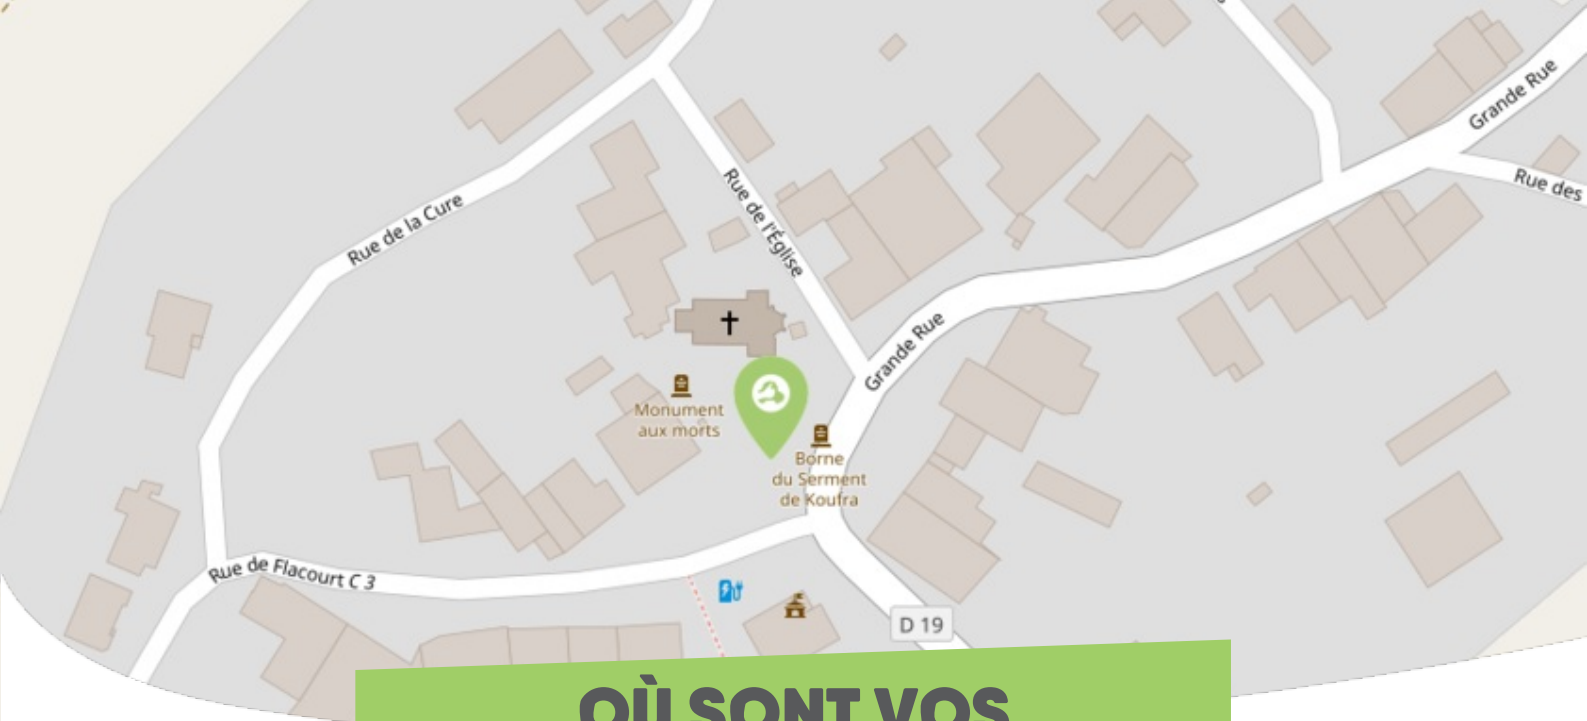 Grande Rue
Rue des
Rue de l'Église
Rue de la Cure
Grande Rue
Monument
aux morts
Borne
du Serment
de Koufra
Rue de Flacourt C 3
D 19
OÙ SONT VOS